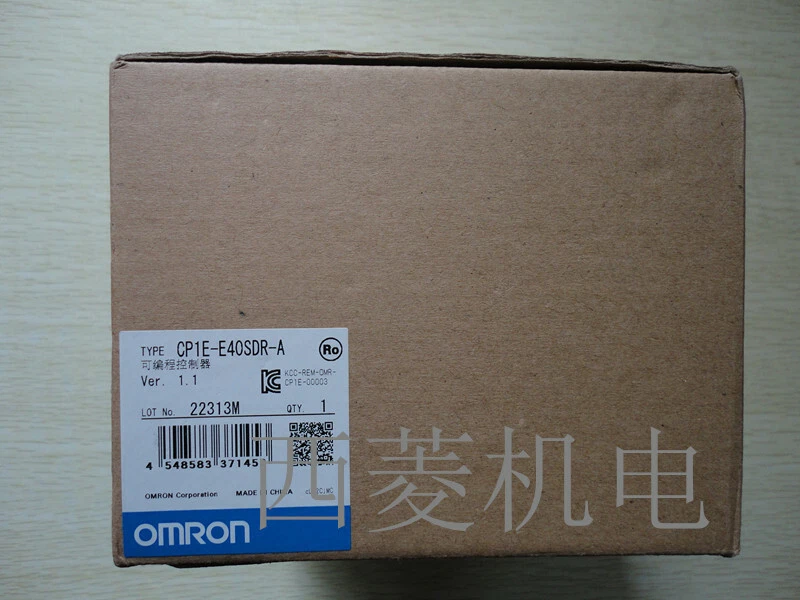 TYPE CP1E-E40SDR-A
Ro
可编程控制器
Ver. 1.1
KCC-REM-OMR-
CP1E-00003
LOT No. 22313M QTY. 1
4 548583 37145
OMRON Corporation MADE IN CHINA
OMRON
西菱机电